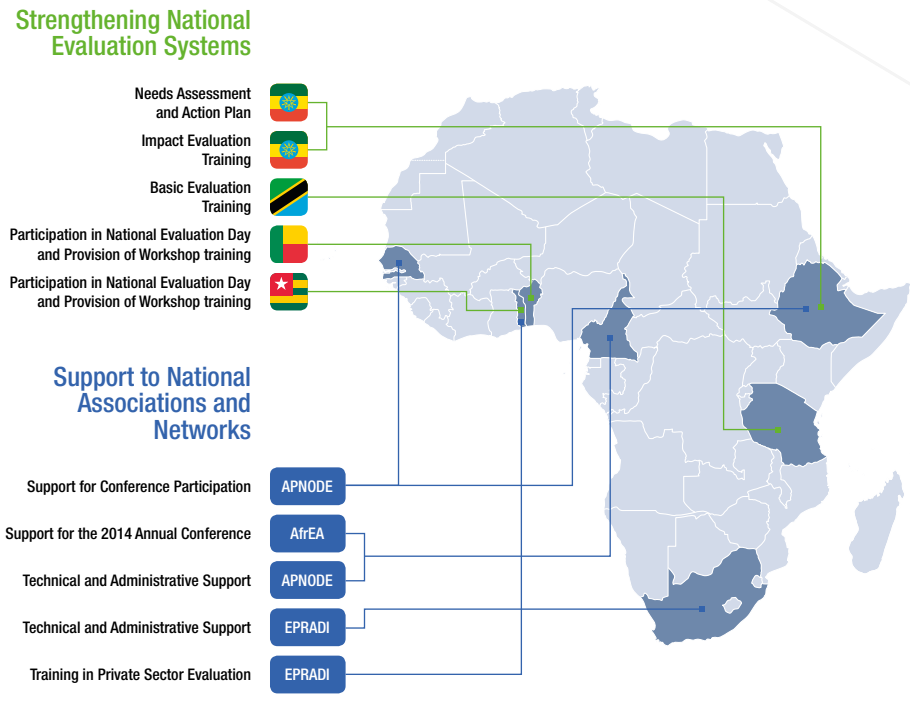 Strengthening National
Evaluation Systems
Needs Assessment
and Action Plan
Impact Evaluation
Training
Basic Evaluation
Training
Participation in National Evaluation Day
and Provision of Workshop training
Participation in National Evaluation Day
and Provision of Workshop training
Support to National
Associations and
Networks
Support for Conference Participation APNODE
Support for the 2014 Annual Conference AfrEA
Technical and Administrative Support APNODE
Technical and Administrative Support EPRADI
Training in Private Sector Evaluation EPRADI